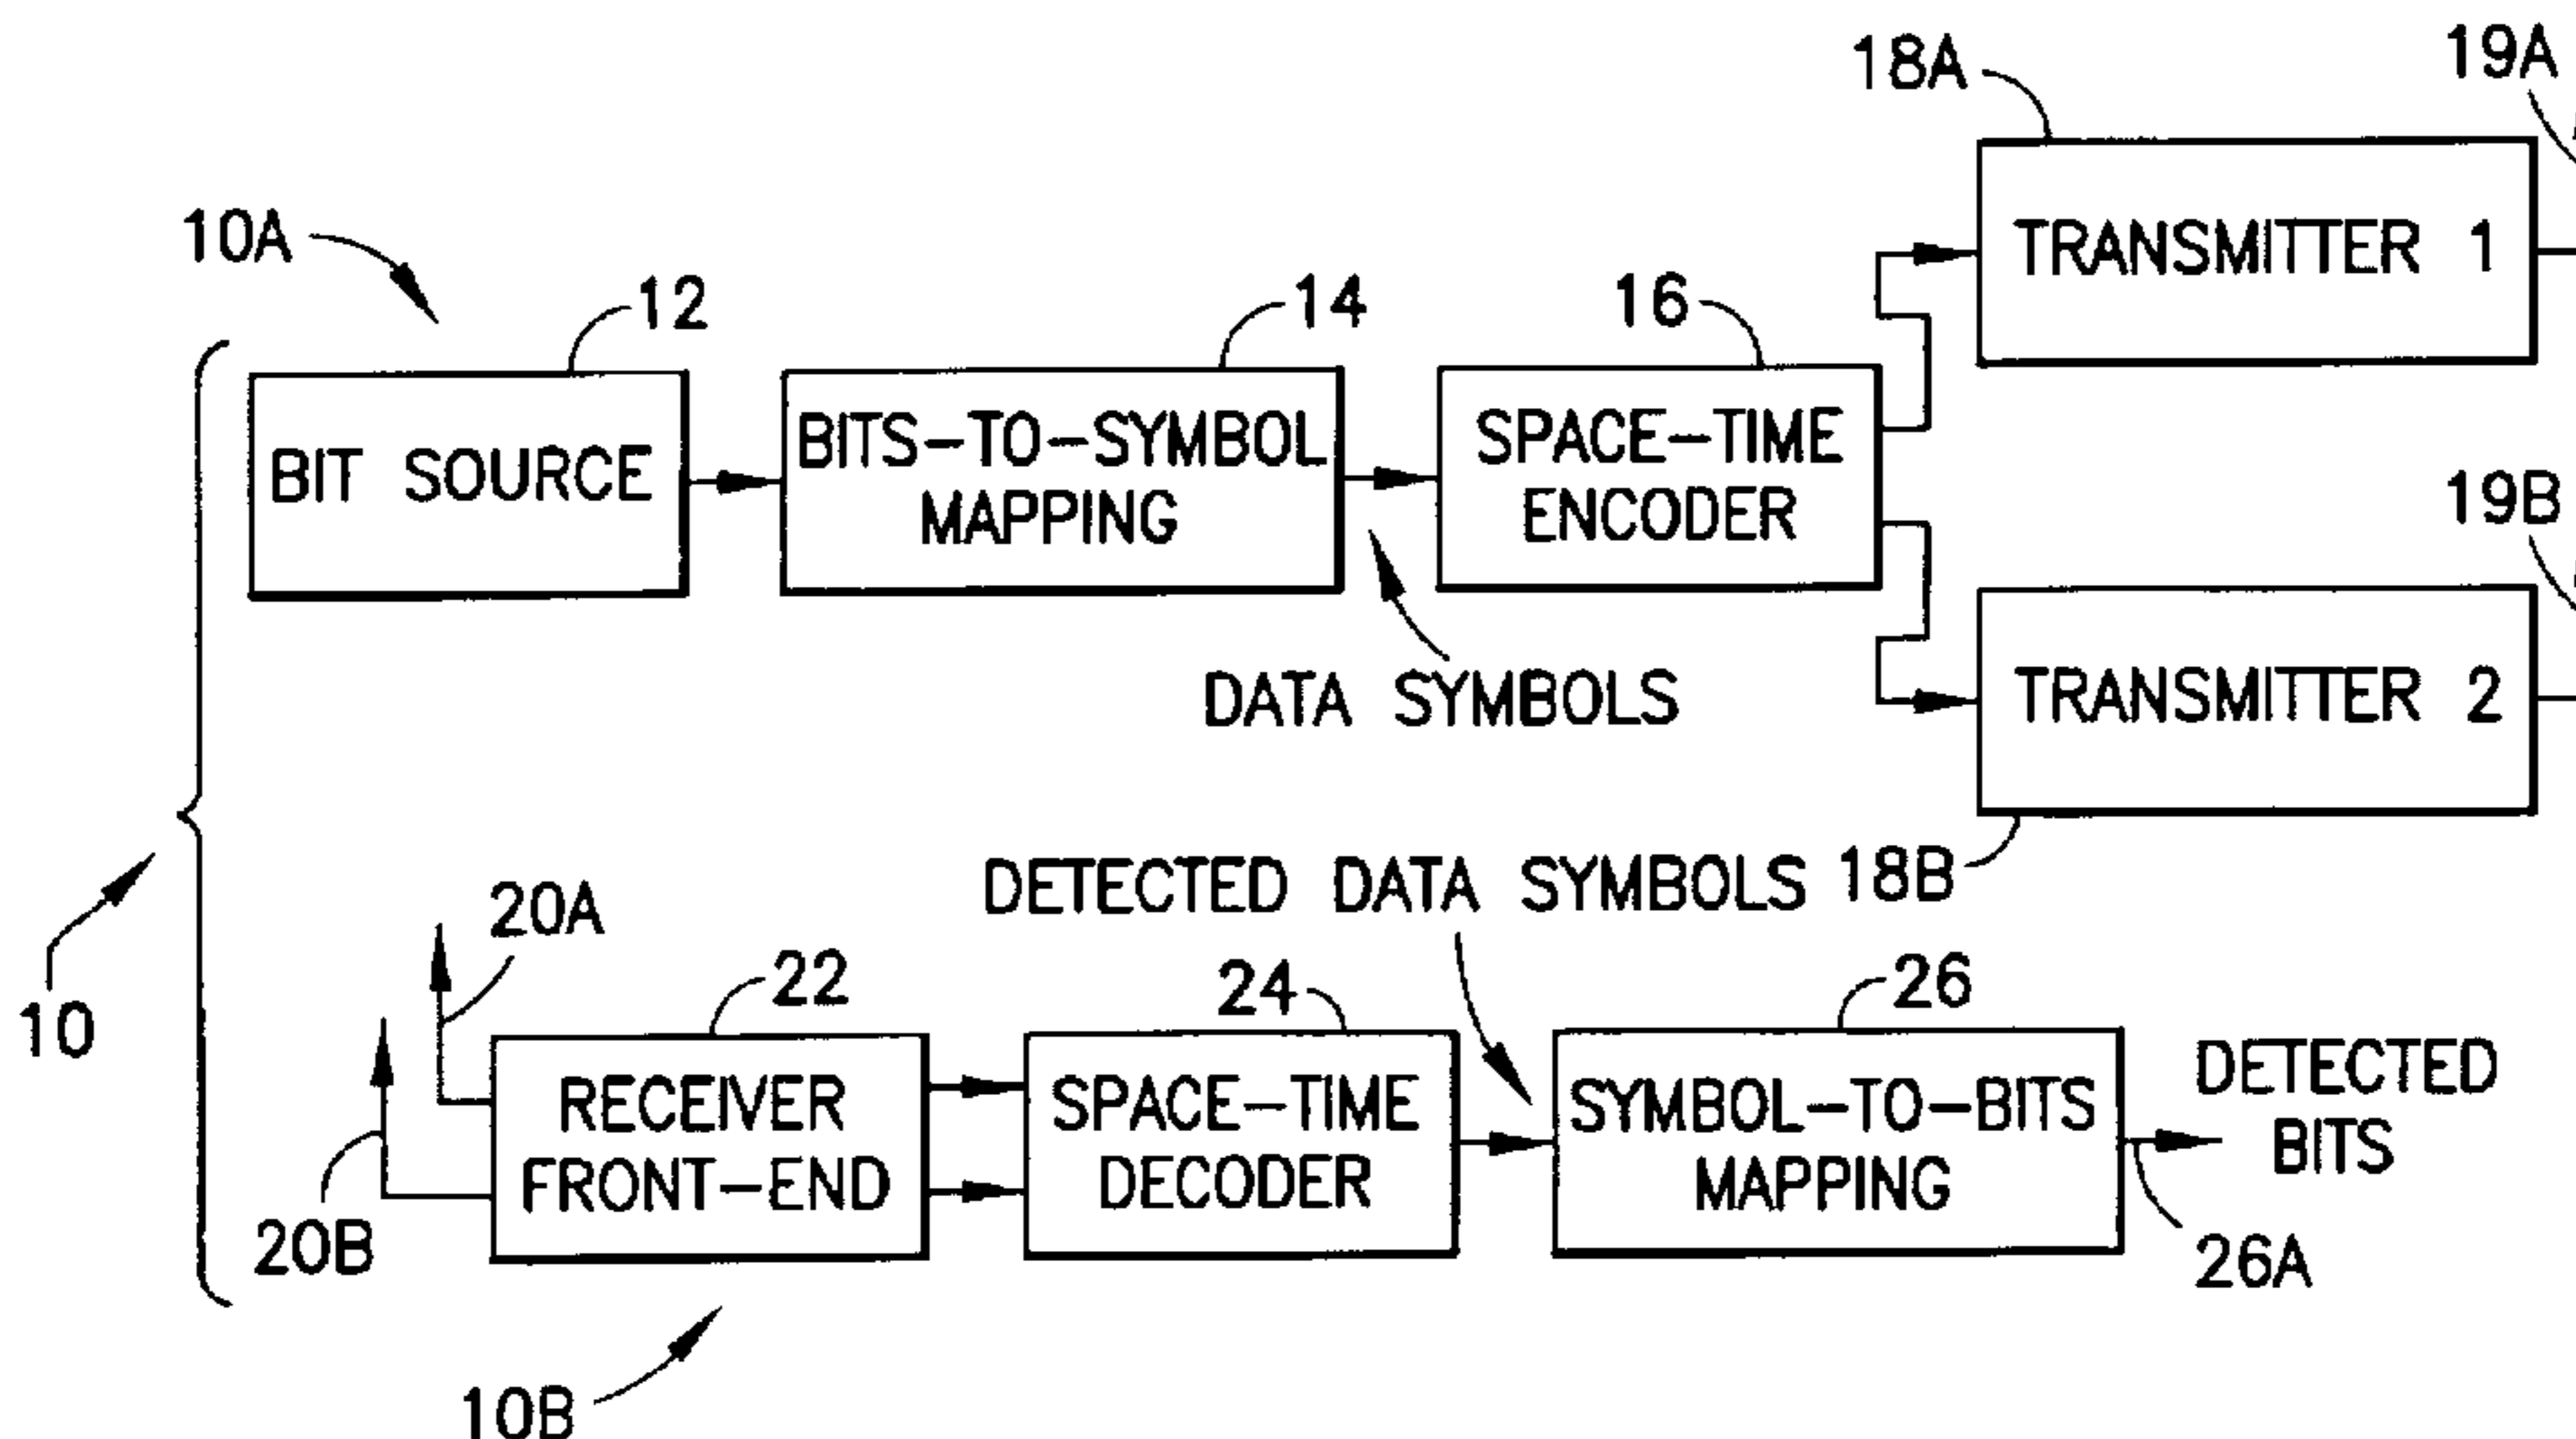 18A
19A
10A
12
14
16
TRANSMITTER 1
BIT SOURCE
BITS-TO-SYMBOL
MAPPING
SPACE-TIME
ENCODER
19B
DATA SYMBOLS
TRANSMITTER 2
18B
DETECTED DATA SYMBOLS
10
20A
20B
22
24
26
RECEIVER
FRONT-END
SPACE-TIME
DECODER
SYMBOL-TO-BITS
MAPPING
DETECTED
BITS
26A
10B